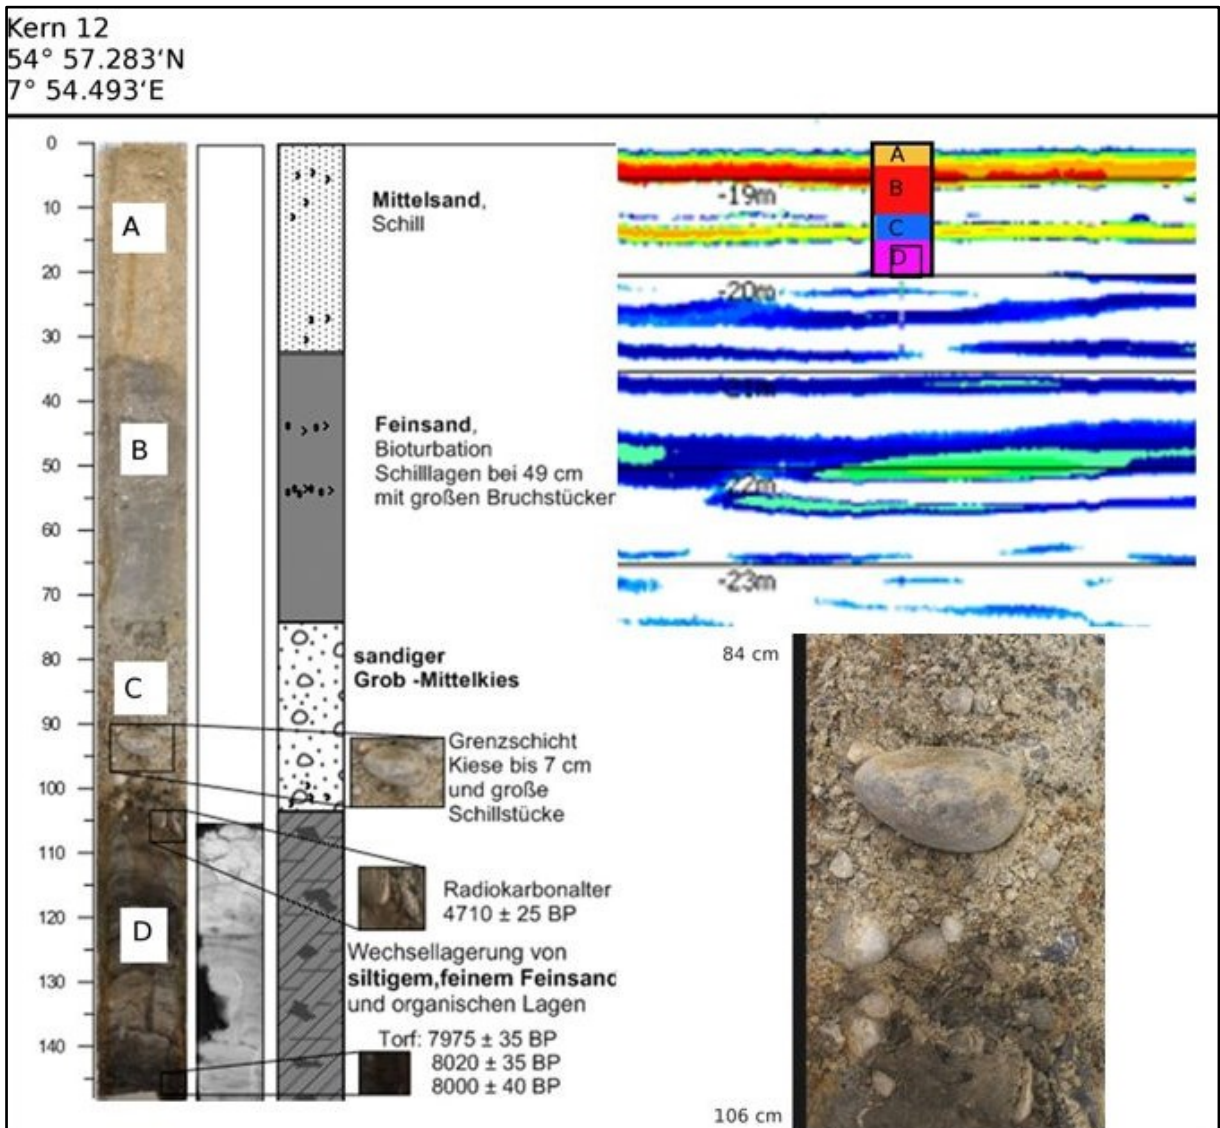 Kern 12
54° 57.283‘N
7° 54.493‘E
0
10
20
30
40
50
60
70
80
90
100
110
120
130
140
A
B
C
D
Mittelsand,
Schill
Feinsand,
Bioturbation
Schilllagen bei 49 cm
mit großen Bruchstücken
sandiger
Grob -Mittelkies
Grenzschicht
Kiese bis 7 cm
und große
Schillstücke
Radiokarbonalter
4710 ± 25 BP
Wechsellagerung von
siltigem,feinem Feinsand
und organischen Lagen
Torf: 7975 ± 35 BP
8020 ± 35 BP
8000 ± 40 BP
A
B
C
D
-19m
-20m
-21m
-22m
-23m
84 cm
106 cm